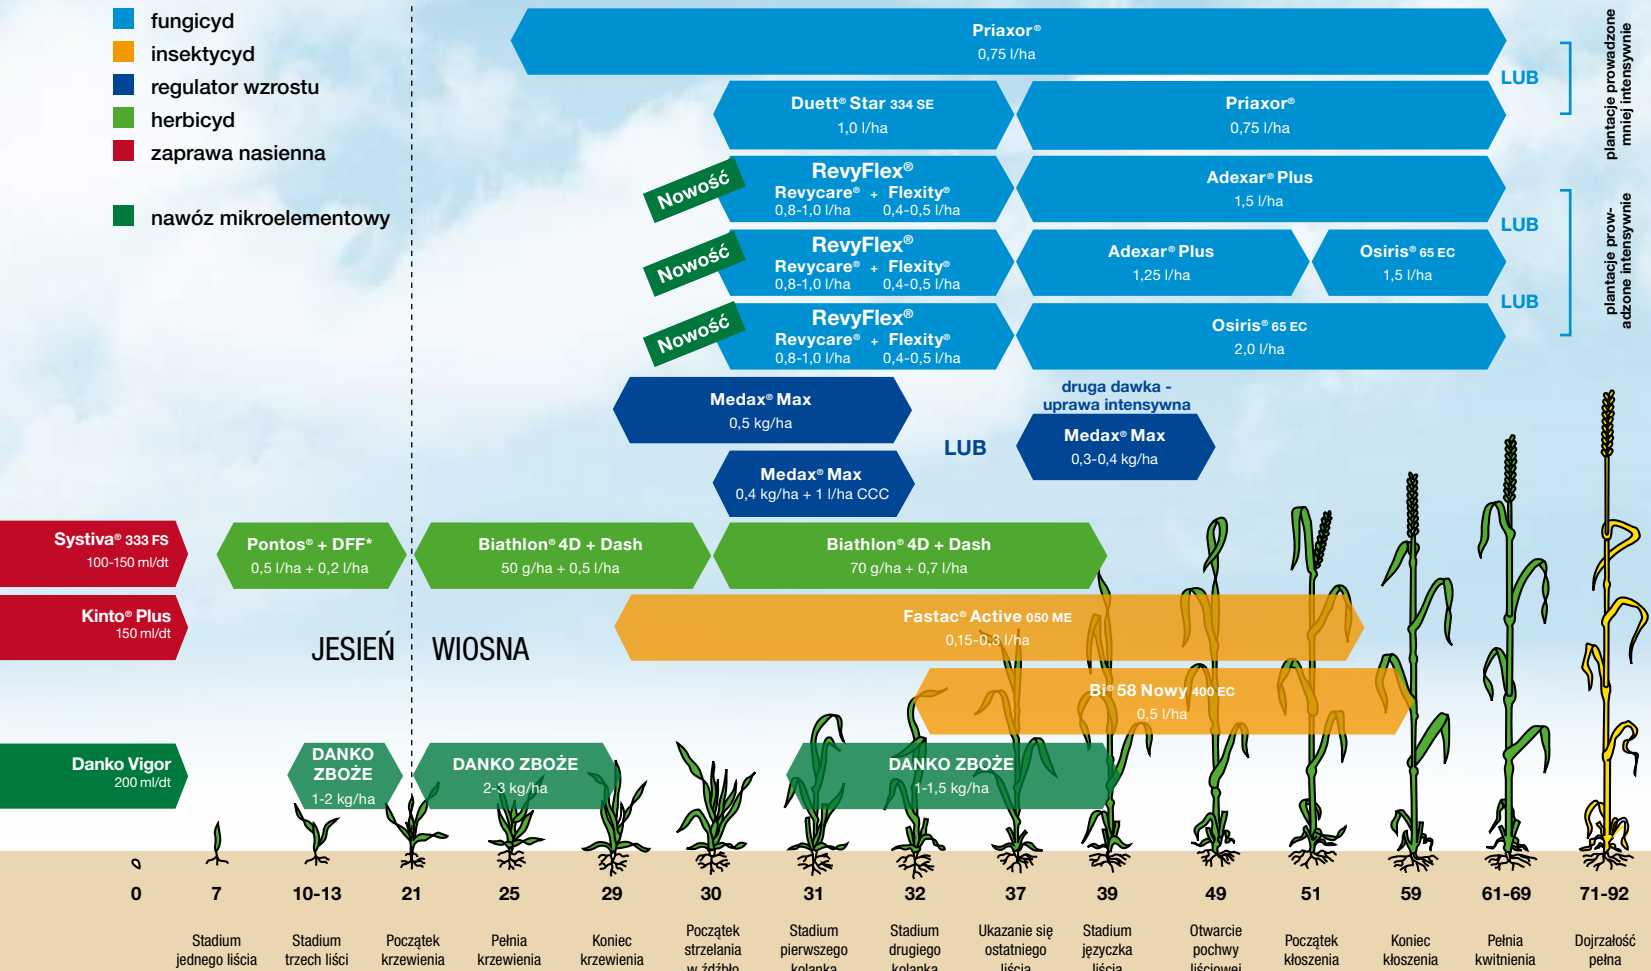 fungicyd
insektycyd
regulator wzrostu
herbicyd
zaprawa nasienna
nawóz mikroelementowy
Priaxor®
0,75 l/ha
LUB
plantacje prowadzone
mniej intensywnie
Duett® Star 334 SE
1,0 l/ha
Priaxor®
0,75 l/ha
Nowość
RevyFlex®
Revycare® + Flexity®
0,8-1,0 l/ha 0,4-0,5 l/ha
Adexar® Plus
1,5 l/ha
LUB
plantacje prow-
adzone intensywnie
Nowość
RevyFlex®
Revycare® + Flexity®
0,8-1,0 l/ha 0,4-0,5 l/ha
Adexar® Plus
1,25 l/ha
Osiris® 65 EC
1,5 l/ha
LUB
Nowość
RevyFlex®
Revycare® + Flexity®
0,8-1,0 l/ha 0,4-0,5 l/ha
Osiris® 65 EC
2,0 l/ha
Medax® Max
0,5 kg/ha
LUB
druga dawka -
uprawa intensywna
Medax® Max
0,3-0,4 kg/ha
Medax® Max
0,4 kg/ha + 1 l/ha CCC
Systiva® 333 FS
100-150 ml/dt
Pontos® + DFF*
0,5 l/ha + 0,2 l/ha
Biathlon® 4D + Dash
50 g/ha + 0,5 l/ha
Biathlon® 4D + Dash
70 g/ha + 0,7 l/ha
Kinto® Plus
150 ml/dt
JESIEŃ WIOSNA
Fastac® Active 050 ME
0,15-0,3 l/ha
Bi® 58 Nowy 400 EC
0,5 l/ha
Danko Vigor
200 ml/dt
DANKO
ZBOŻE
1-2 kg/ha
DANKO ZBOŻE
2-3 kg/ha
DANKO ZBOŻE
1-1,5 kg/ha
0 7 10-13 21 25 29 30 31 32 37 39 49 51 59 61-69 71-92
Stadium
jednego liścia
Stadium
trzech liści
Początek
krzewienia
Pełnia
krzewienia
Koniec
krzewienia
Początek
strzelania
w źdźbło
Stadium
pierwszego
kolanka
Stadium
drugiego
kolanka
Ukazanie się
ostatniego
liścia
Stadium
języczka
liścia
Otwarcie
pochwy
liściowej
Początek
kłoszenia
Koniec
kłoszenia
Pełnia
kwitnienia
Dojrzałość
pełna